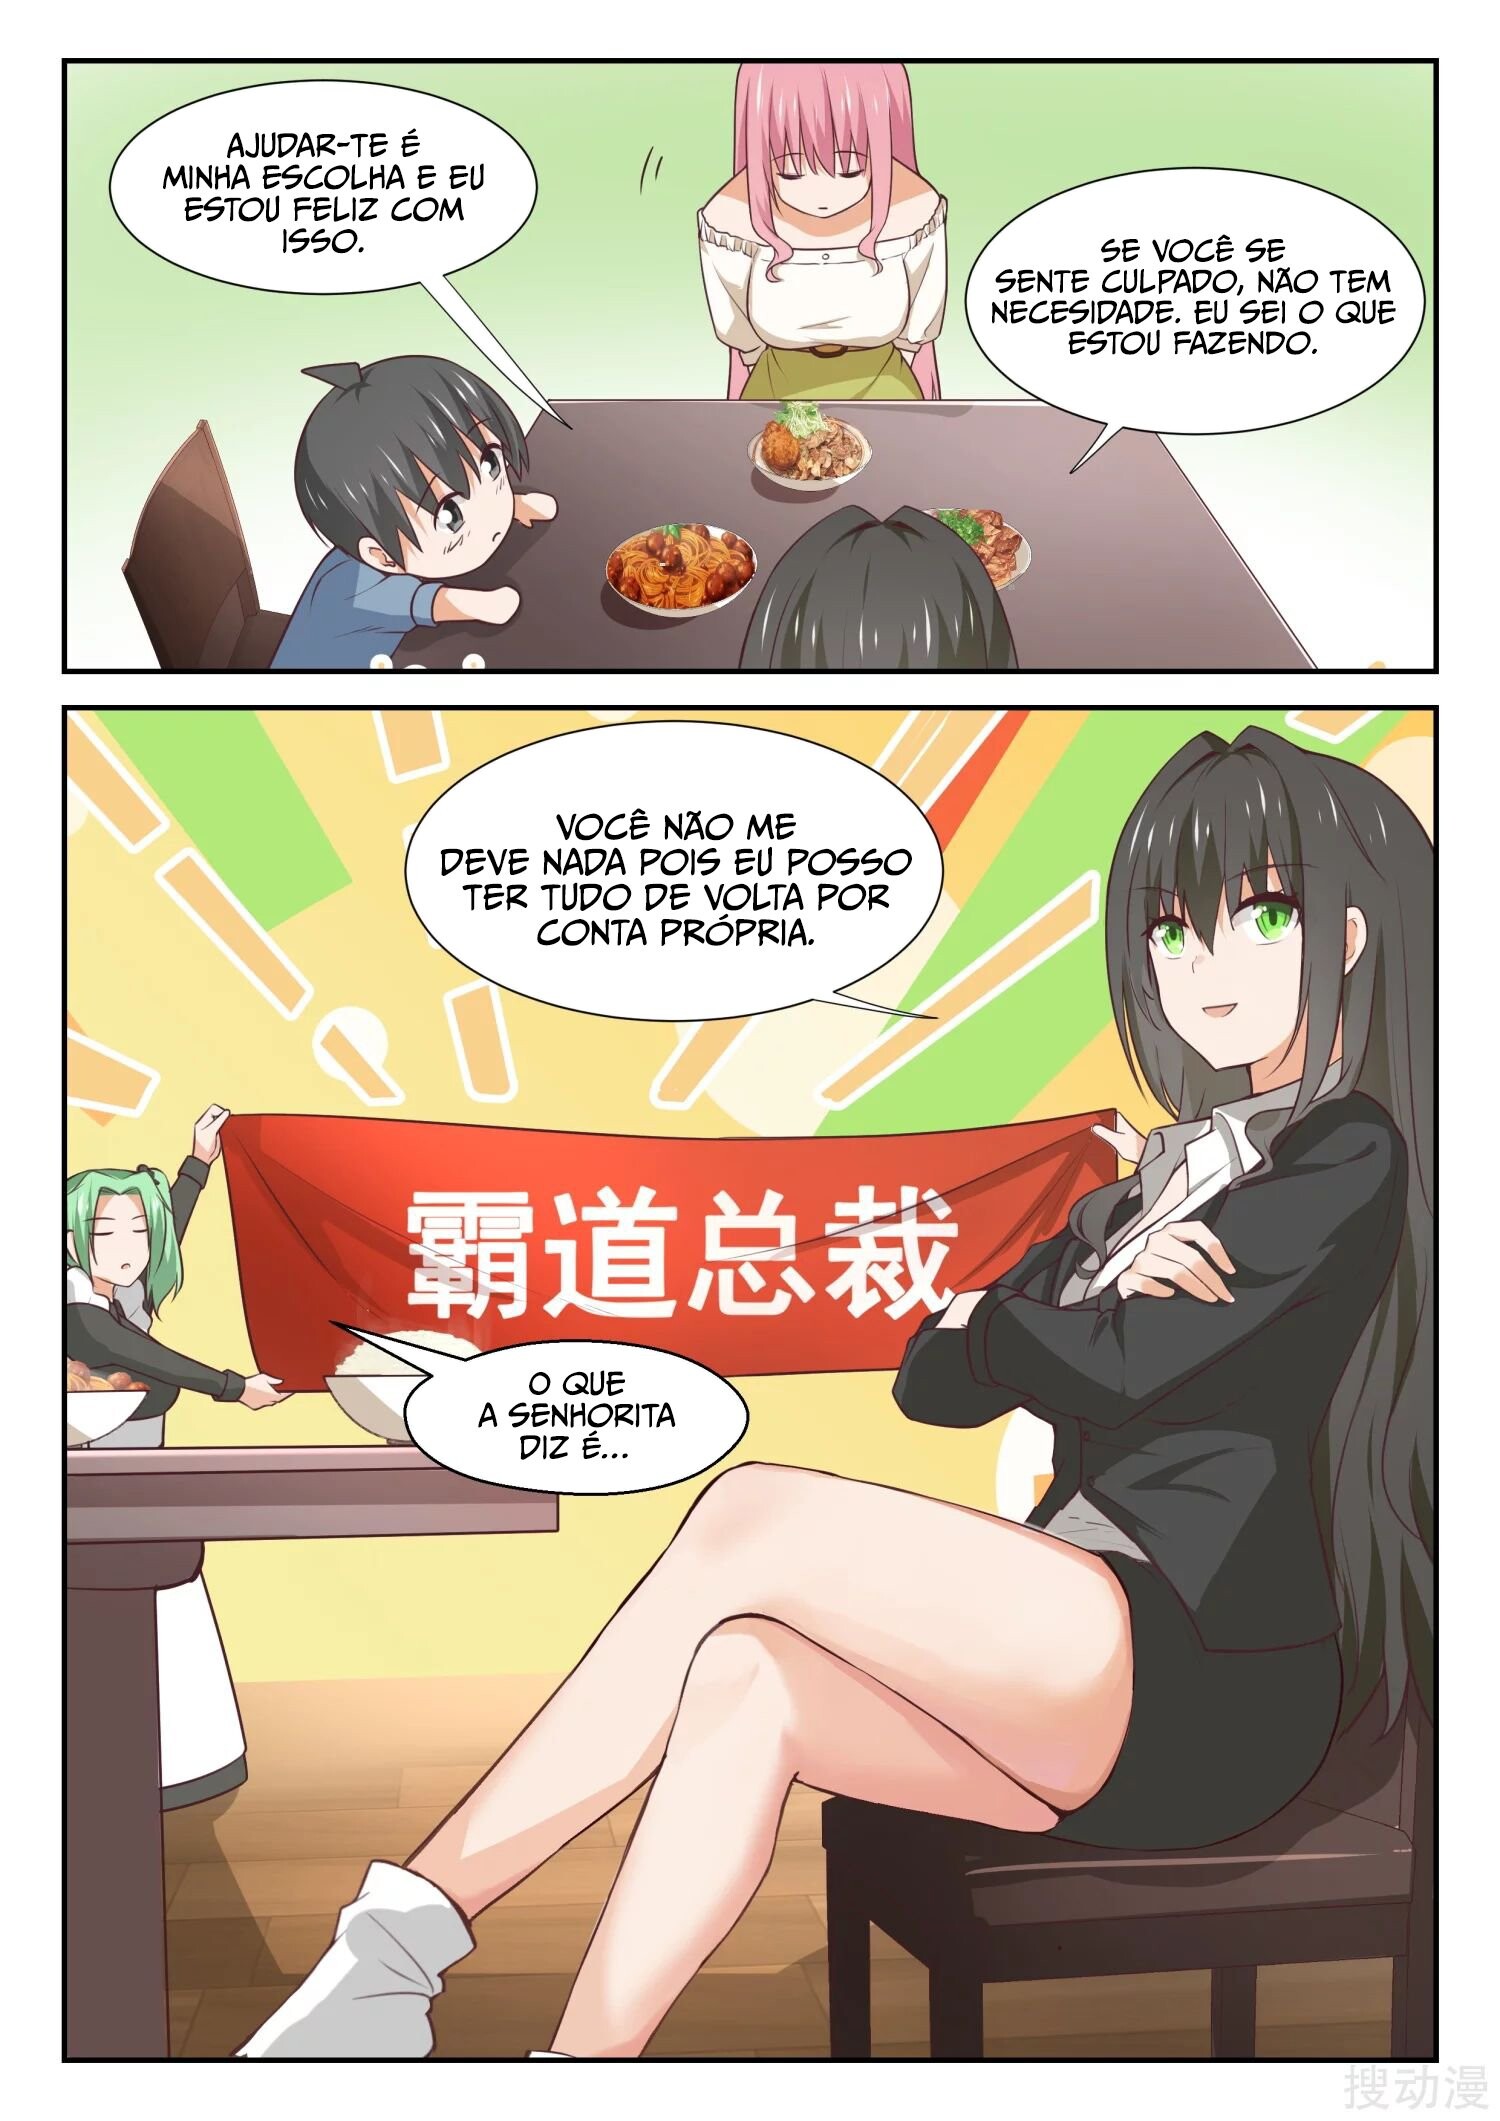 AJUDAR-TE É
MINHA ESCOLHA E EU
ESTOU FELIZ COM
ISSO.
SE VOCÊ SE
SENTE CULPADO, NÃO TEM
NECESIDADE. EU SEI O QUE
ESTOU FAZENDO.
VOCÊ NÃO ME
DEVE NADA POIS EU POSSO
TER TUDO DE VOLTA POR
CONTA PRÓPRIA.
霸道总裁
O QUE
A SENHORITA
DIZ É...
搜动漫